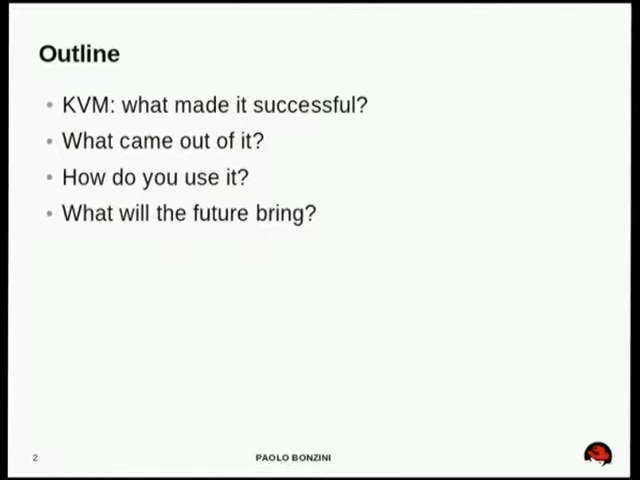 Outline
• KVM: what made it successful?
• What came out of it?
• How do you use it?
• What will the future bring?
2
PAOLO BONZINI